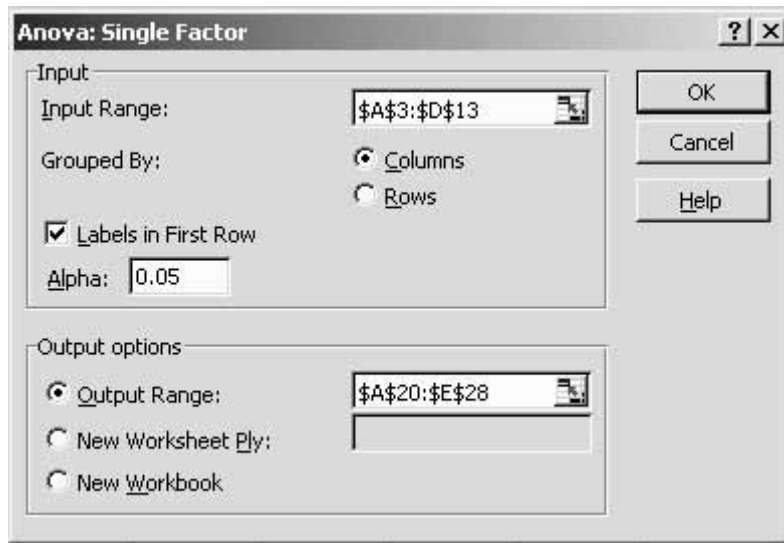 Anova: Single Factor
? X
Input
Input Range: $A$3:$D$13
Grouped By: Columns
Rows
Labels in First Row
Alpha: 0.05
OK
Cancel
Help
Output options
Output Range: $A$20:$E$28
New Worksheet Ply:
New Workbook